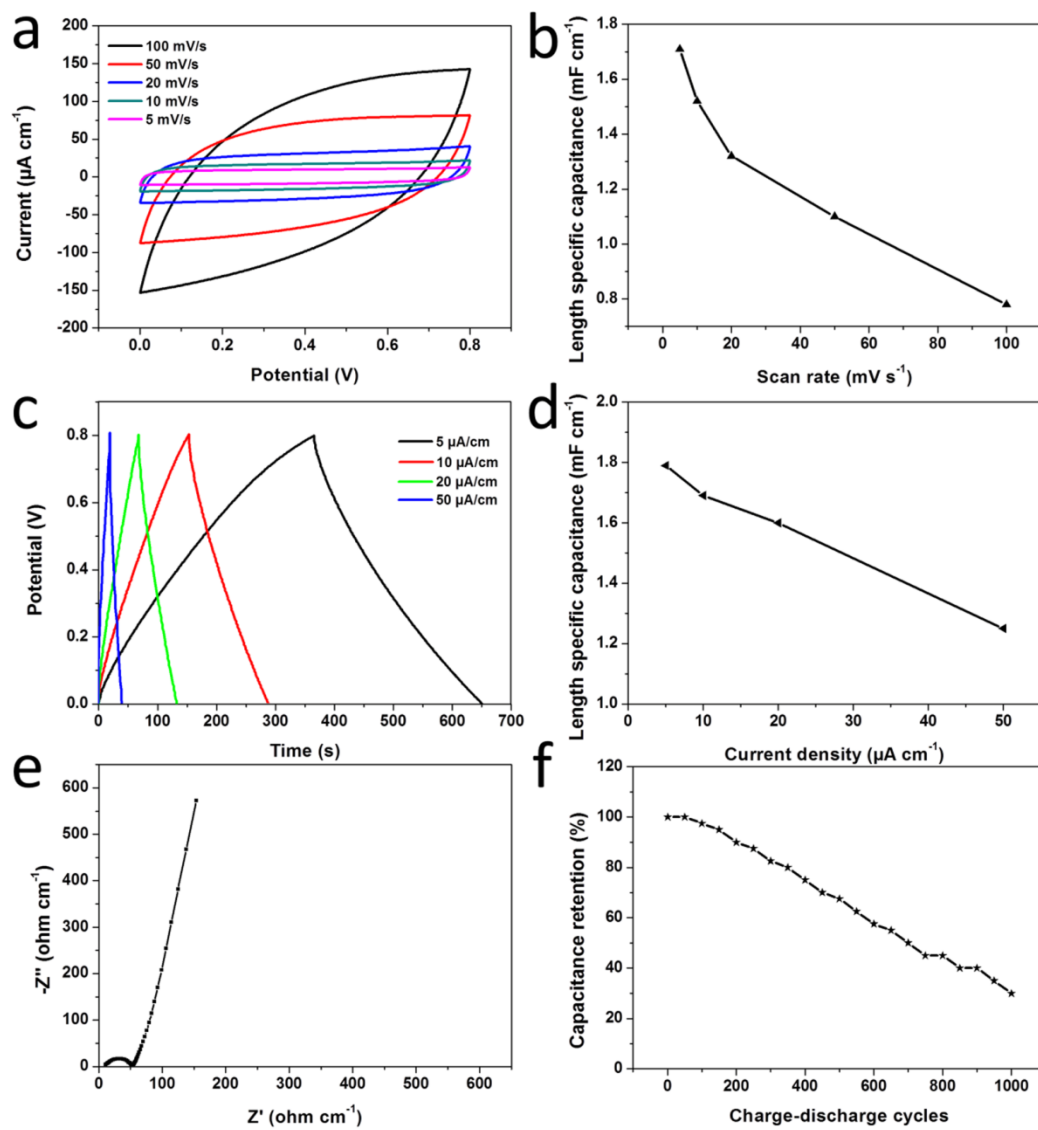 a
200
150
100
50
25
0
-50
-100
-150
-200
Current (µA cm⁻¹)
100 mV/s
50 mV/s
20 mV/s
10 mV/s
5 mV/s
0.0 0.2 0.4 0.6 0.8
Potential (V)
b
1.8
1.6
1.4
1.2
1.0
0.8
Length specific capacitance (mF cm⁻¹)
0 20 40 60 80 100
Scan rate (mV s⁻¹)
c
0.8
0.6
0.4
0.2
0.0
Potential (V)
5 µA/cm
10 µA/cm
20 µA/cm
50 µA/cm
0 100 200 300 400 500 600 700
Time (s)
d
2.0
1.8
1.6
1.4
1.2
1.0
Length specific capacitance (mF cm⁻¹)
0 10 20 30 40 50
Current density (µA cm⁻¹)
e
600
500
400
300
200
100
0
-Z'' (ohm cm⁻¹)
0 100 200 300 400 500 600
Z' (ohm cm⁻¹)
f
120
100
80
60
40
20
0
Capacitance retention (%)
0 200 400 600 800 1000
Charge-discharge cycles